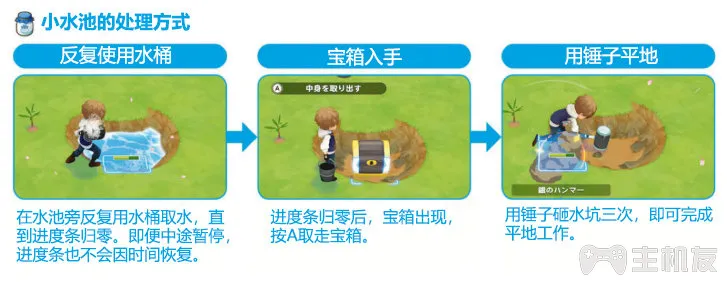 小水池的处理方式
反复使用水桶
宝箱入手
用锤子平地
A 中身を取り出す
銀のハンマー
在水池旁反复用水桶取水，直
到进度条归零。即便中途暂停，
进度条也不会因时间恢复。
进度条归零后，宝箱出现，
按A取走宝箱。
用锤子砸水坑三次，即可完成
平地工作。
主机友